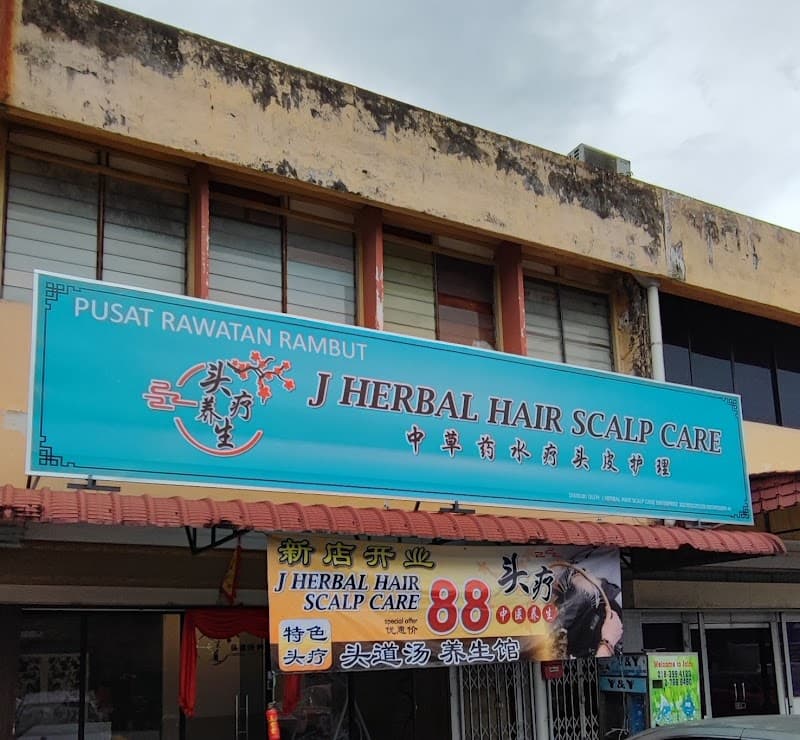 PUSAT RAWATAN RAMBUT
头疗
养生
J HERBAL HAIR SCALP CARE
中草药水疗头皮护理
新店开业
J HERBAL HAIR
SCALP CARE
special offer
优惠价
88
头疗
中医养生
特色
头疗
头道汤 养生馆
Y&Y
Y&Y
Welcome to